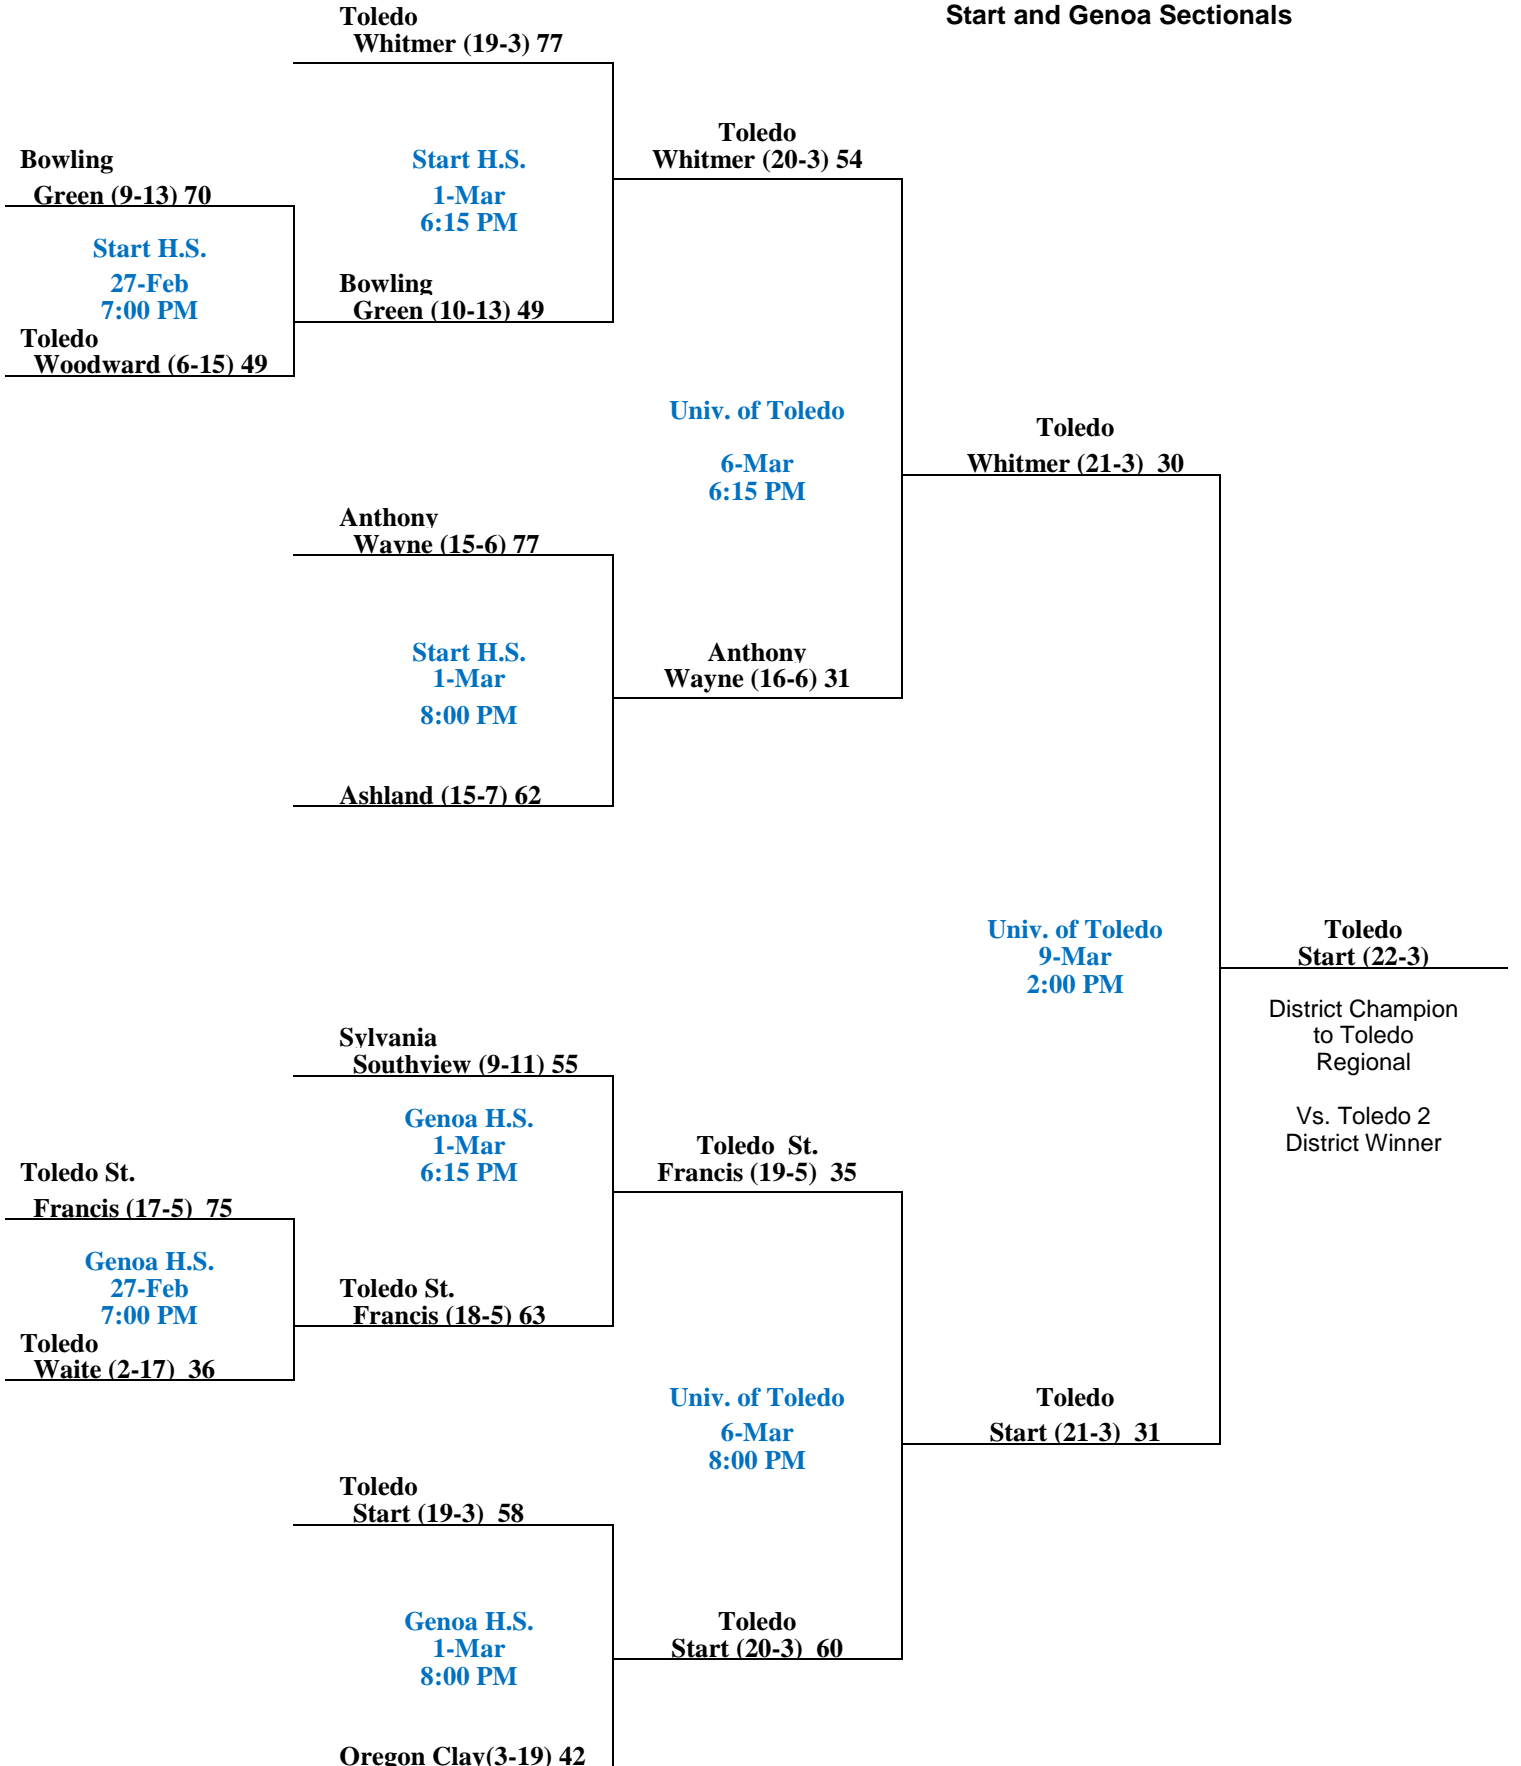 Start and Genoa Sectionals
Toledo
Whitmer (19-3) 77
Bowling
Green (9-13) 70
Start H.S.
27-Feb
7:00 PM
Toledo
Woodward (6-15) 49
Start H.S.
1-Mar
6:15 PM
Bowling
Green (10-13) 49
Toledo
Whitmer (20-3) 54
Univ. of Toledo
6-Mar
6:15 PM
Anthony
Wayne (15-6) 77
Start H.S.
1-Mar
8:00 PM
Ashland (15-7) 62
Anthony
Wayne (16-6) 31
Toledo
Whitmer (21-3) 30
Univ. of Toledo
9-Mar
2:00 PM
Toledo
Start (22-3)
District Champion
to Toledo
Regional
Vs. Toledo 2
District Winner
Sylvania
Southview (9-11) 55
Genoa H.S.
1-Mar
6:15 PM
Toledo St.
Francis (17-5) 75
Genoa H.S.
27-Feb
7:00 PM
Toledo
Waite (2-17) 36
Toledo St.
Francis (18-5) 63
Toledo St.
Francis (19-5) 35
Univ. of Toledo
6-Mar
8:00 PM
Toledo
Start (21-3) 31
Toledo
Start (19-3) 58
Genoa H.S.
1-Mar
8:00 PM
Toledo
Start (20-3) 60
Oregon Clay(3-19) 42